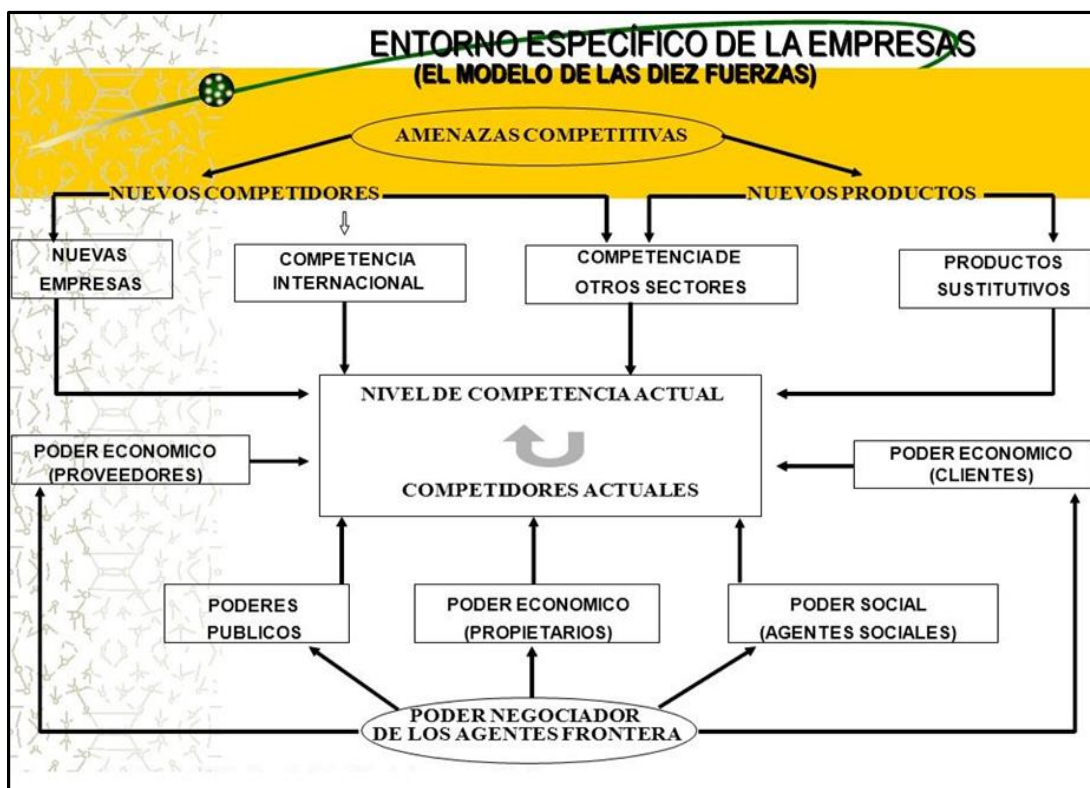 ENTORNO ESPECÍFICO DE LA EMPRESAS
(EL MODELO DE LAS DIEZ FUERZAS)
AMENAZAS COMPETITIVAS
NUEVOS COMPETIDORES
NUEVOS PRODUCTOS
NUEVAS
EMPRESAS
COMPETENCIA
INTERNACIONAL
COMPETENCIA DE
OTROS SECTORES
PRODUCTOS
SUSTITUTIVOS
NIVEL DE COMPETENCIA ACTUAL
COMPETIDORES ACTUALES
PODER ECONOMICO
(PROVEEDORES)
PODER ECONOMICO
(CLIENTES)
PODERES
PUBLICOS
PODER ECONOMICO
(PROPIETARIOS)
PODER SOCIAL
(AGENTES SOCIALES)
PODER NEGOCIADOR
DE LOS AGENTES FRONTERA